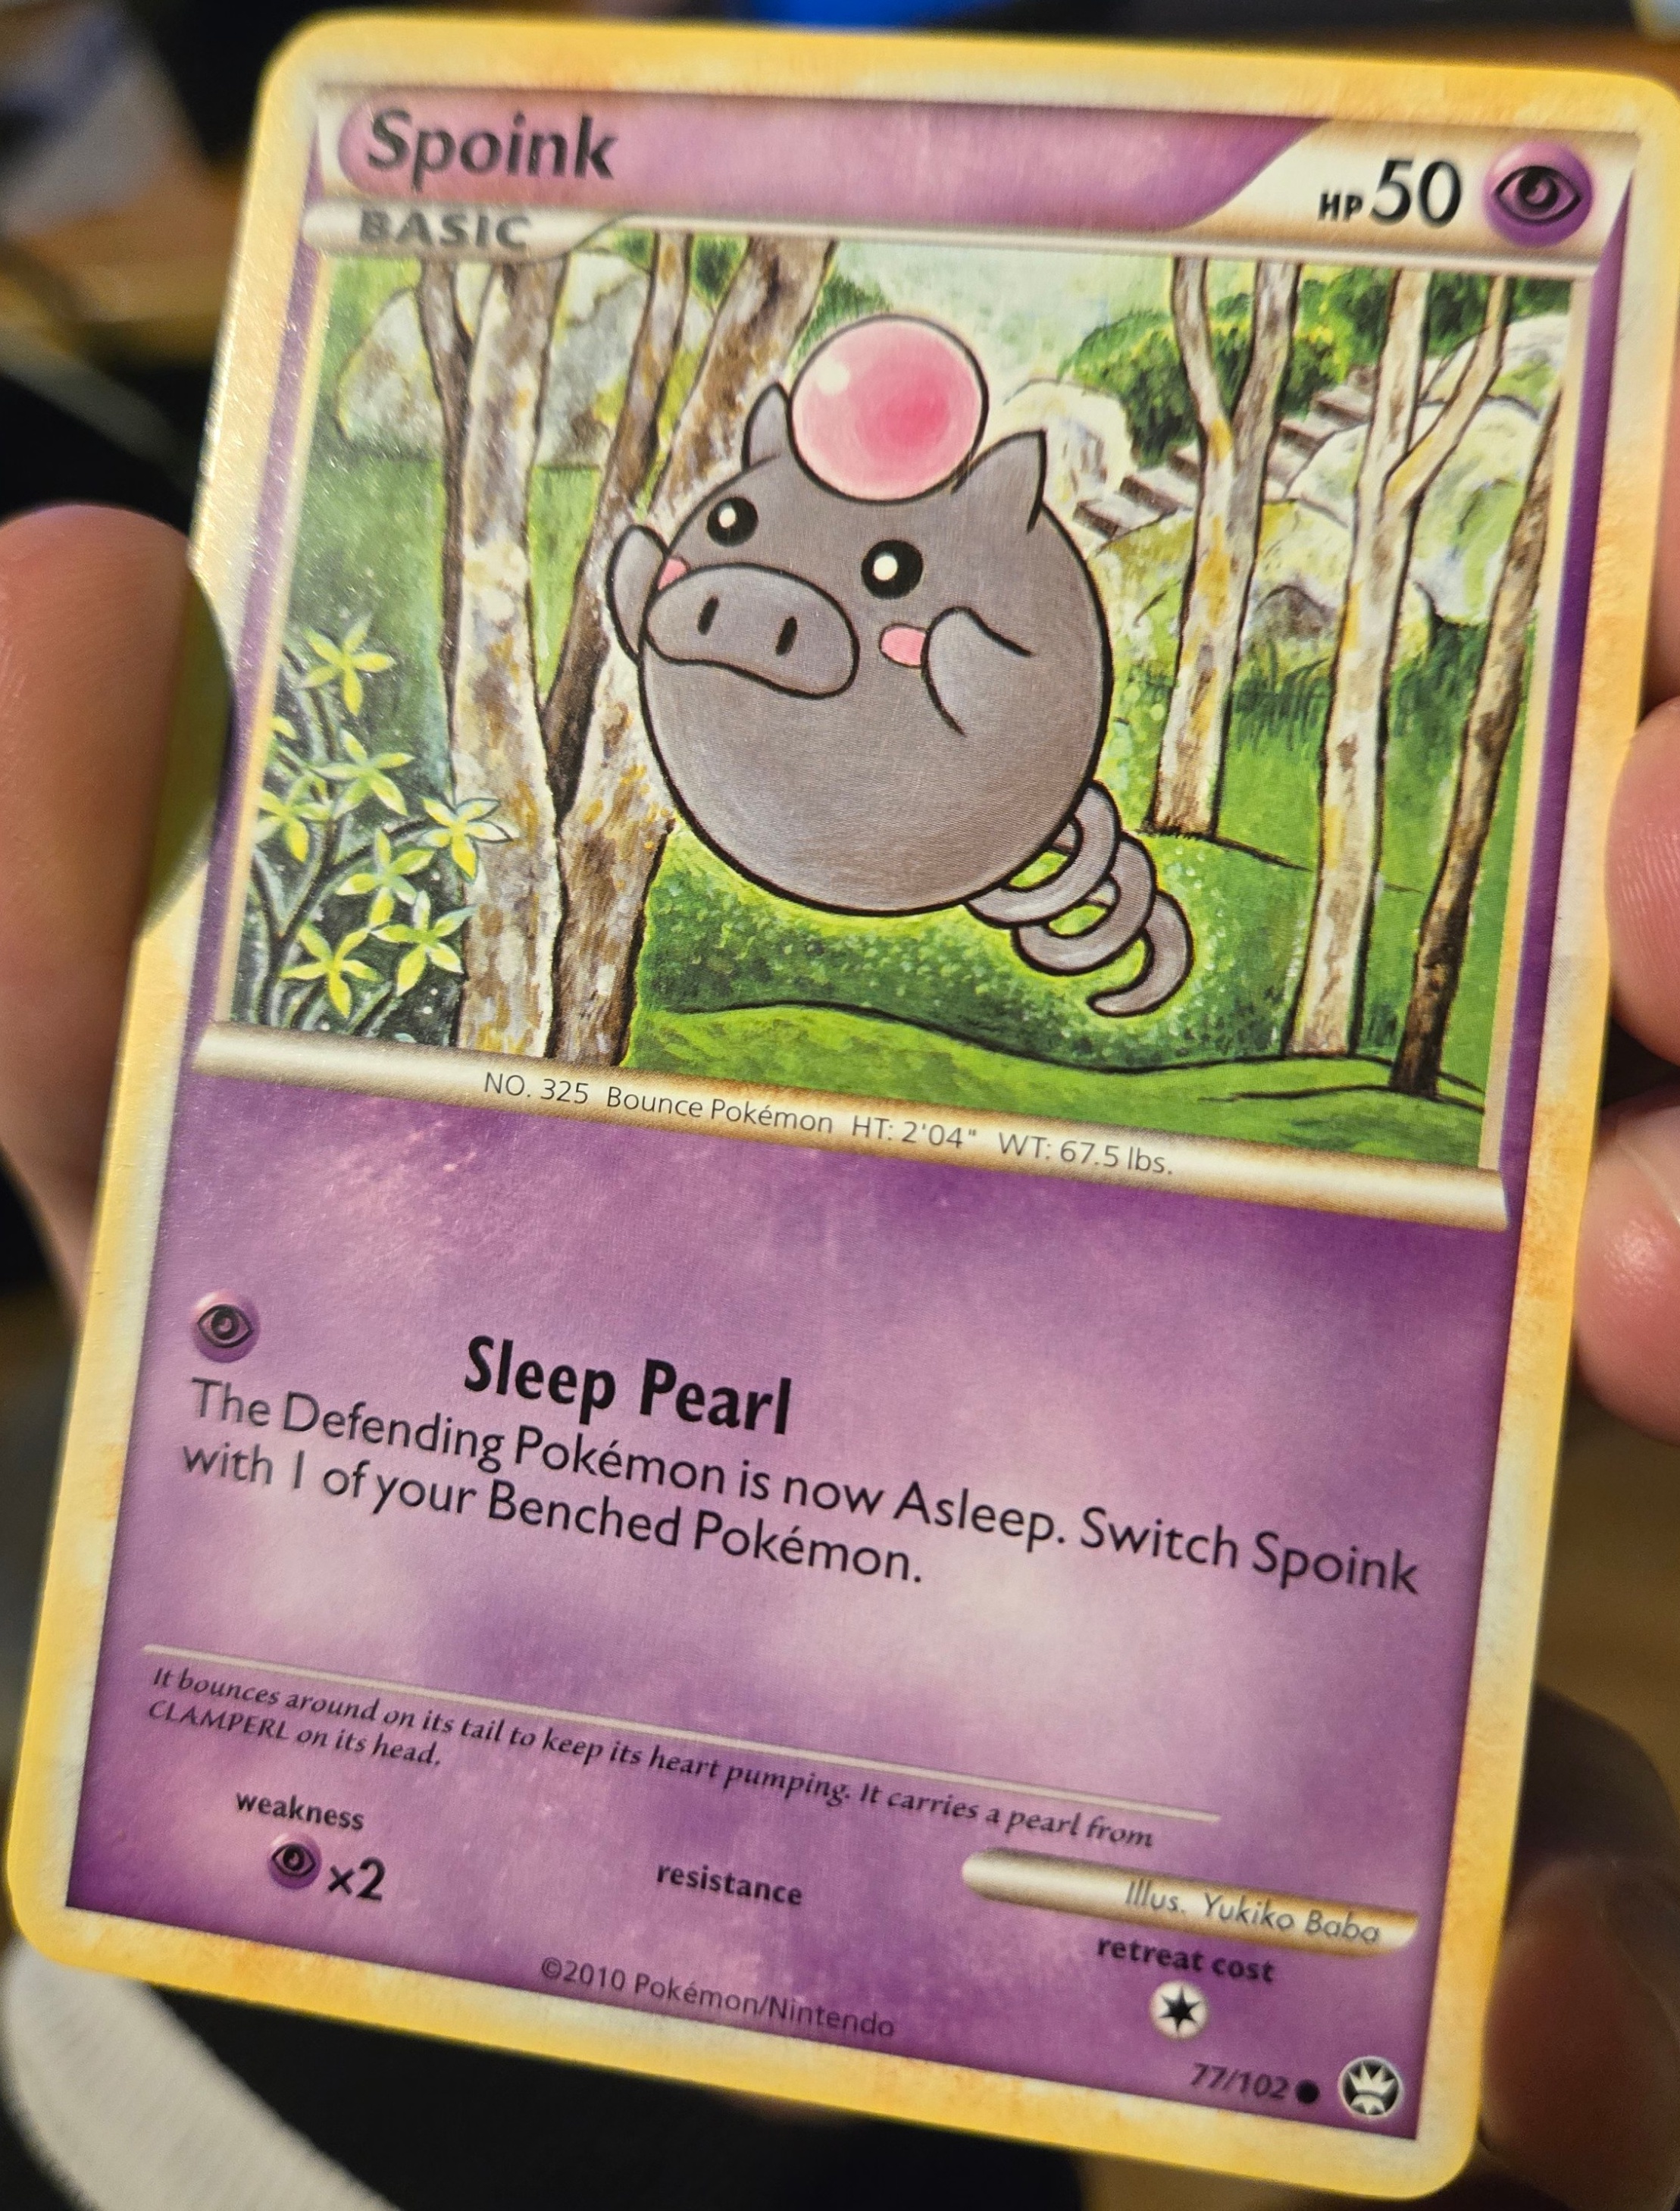 Spoink
HP 50
BASIC
NO. 325 Bounce Pokémon HT: 2'04" WT: 67.5 lbs.
Sleep Pearl
The Defending Pokémon is now Asleep. Switch Spoink
with 1 of your Benched Pokémon.
It bounces around on its tail to keep its heart pumping. It carries a pearl from
CLAMPERL on its head.
weakness
x2
resistance
Illus. Yukiko Baba
retreat cost
©2010 Pokémon/Nintendo
77/102